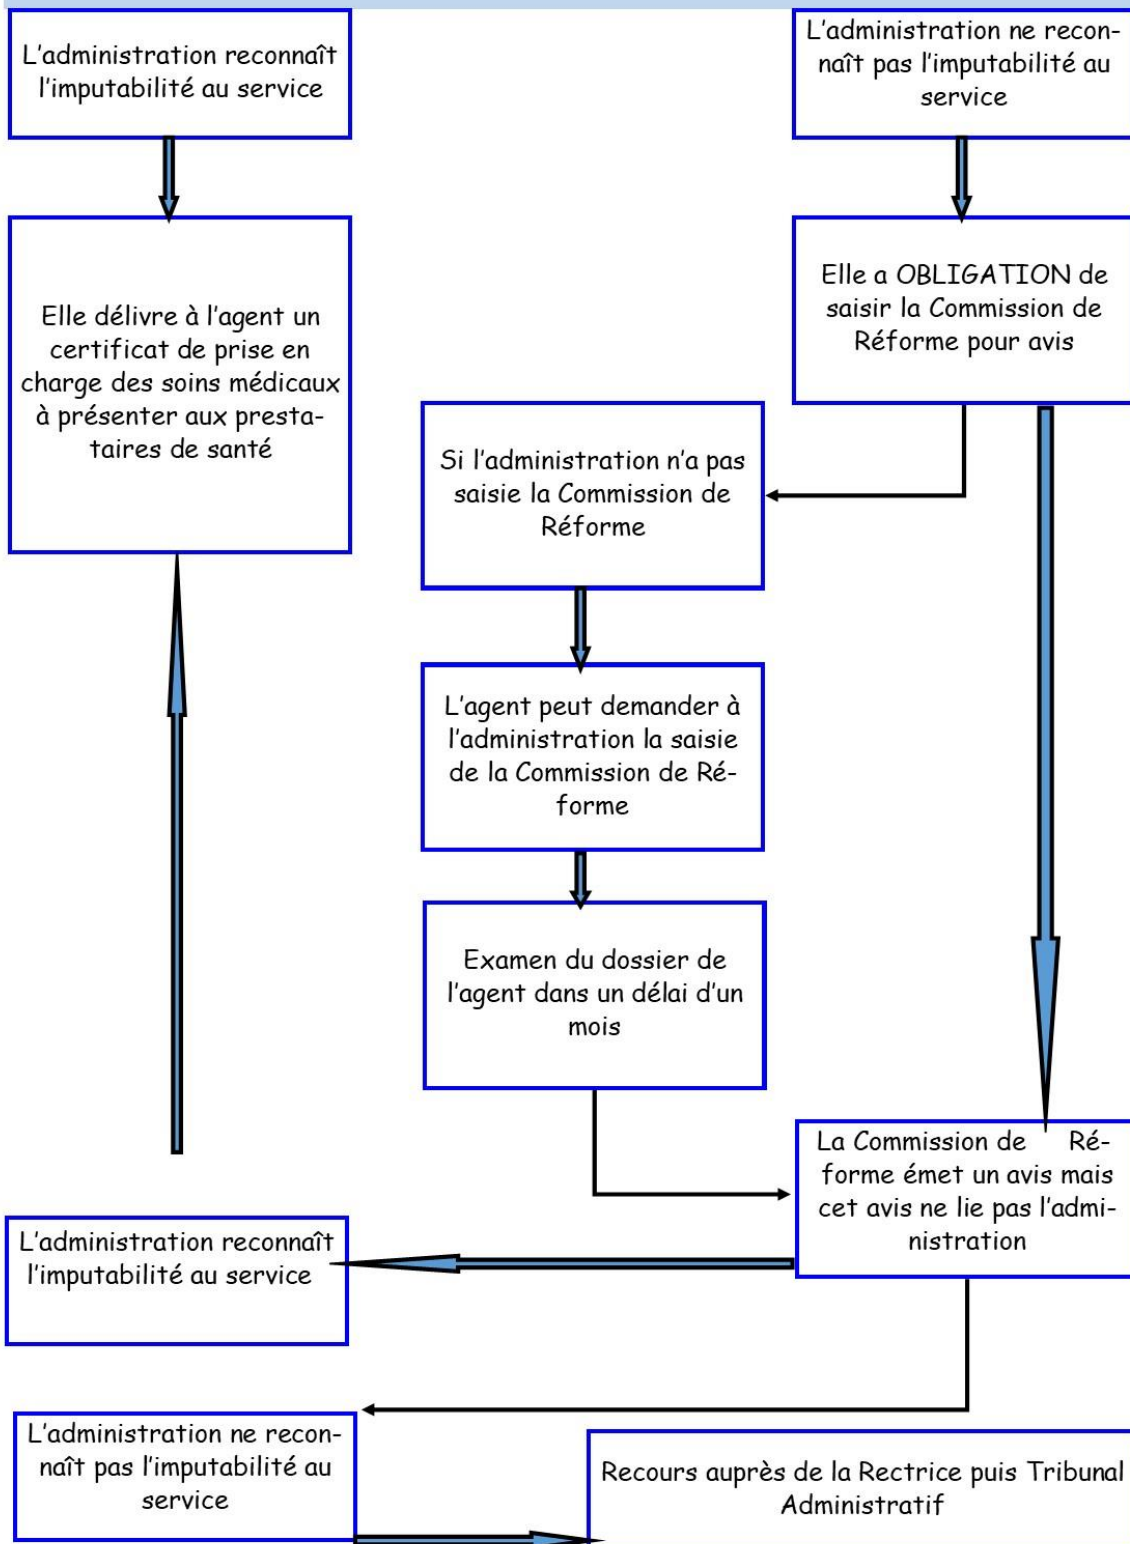 L'administration reconnaît
l'imputabilité au service
L'administration ne recon-
naît pas l'imputabilité au
service
Elle délivre à l'agent un
certificat de prise en
charge des soins médicaux
à présenter aux presta-
taires de santé
Elle a OBLIGATION de
saisir la Commission de
Réforme pour avis
Si l'administration n'a pas
saisie la Commission de
Réforme
L'agent peut demander à
l'administration la saisie
de la Commission de Ré-
forme
Examen du dossier de
l'agent dans un délai d'un
mois
La Commission de Ré-
forme émet un avis mais
cet avis ne lie pas l'admi-
nistration
L'administration reconnaît
l'imputabilité au service
L'administration ne recon-
naît pas l'imputabilité au
service
Recours auprès de la Rectrice puis Tribunal
Administratif